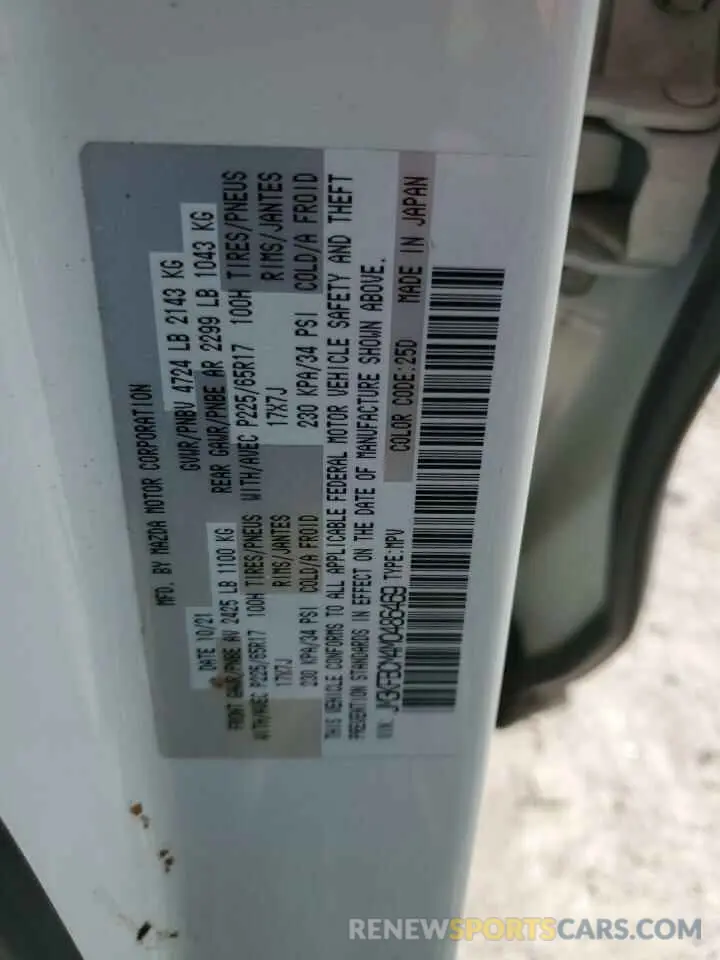 MFD. BY MAZDA MOTOR CORPORATION
DATE 10/21 GVWR/PNBV 4724 LB 2143 KG
FRONT GAWR/PNBE AV 2425 LB 1100 KG REAR GAWR/PNBE AR 2299 LB 1043 KG
WITH/AVEC P225/65R17 100H TIRES/PNEUS WITH/AVEC P225/65R17 100H TIRES/PNEUS
17X7J RIMS/JANTES 17X7J RIMS/JANTES
230 KPA/34 PSI COLD/A FROID 230 KPA/34 PSI COLD/A FROID
THIS VEHICLE CONFORMS TO ALL APPLICABLE FEDERAL MOTOR VEHICLE SAFETY AND THEFT
PREVENTION STANDARDS IN EFFECT ON THE DATE OF MANUFACTURE SHOWN ABOVE.
VIN: JM3KFBCM4M0486469 TYPE:MPV COLOR CODE:25D MADE IN JAPAN
RENEWSPORTSCARS.COM